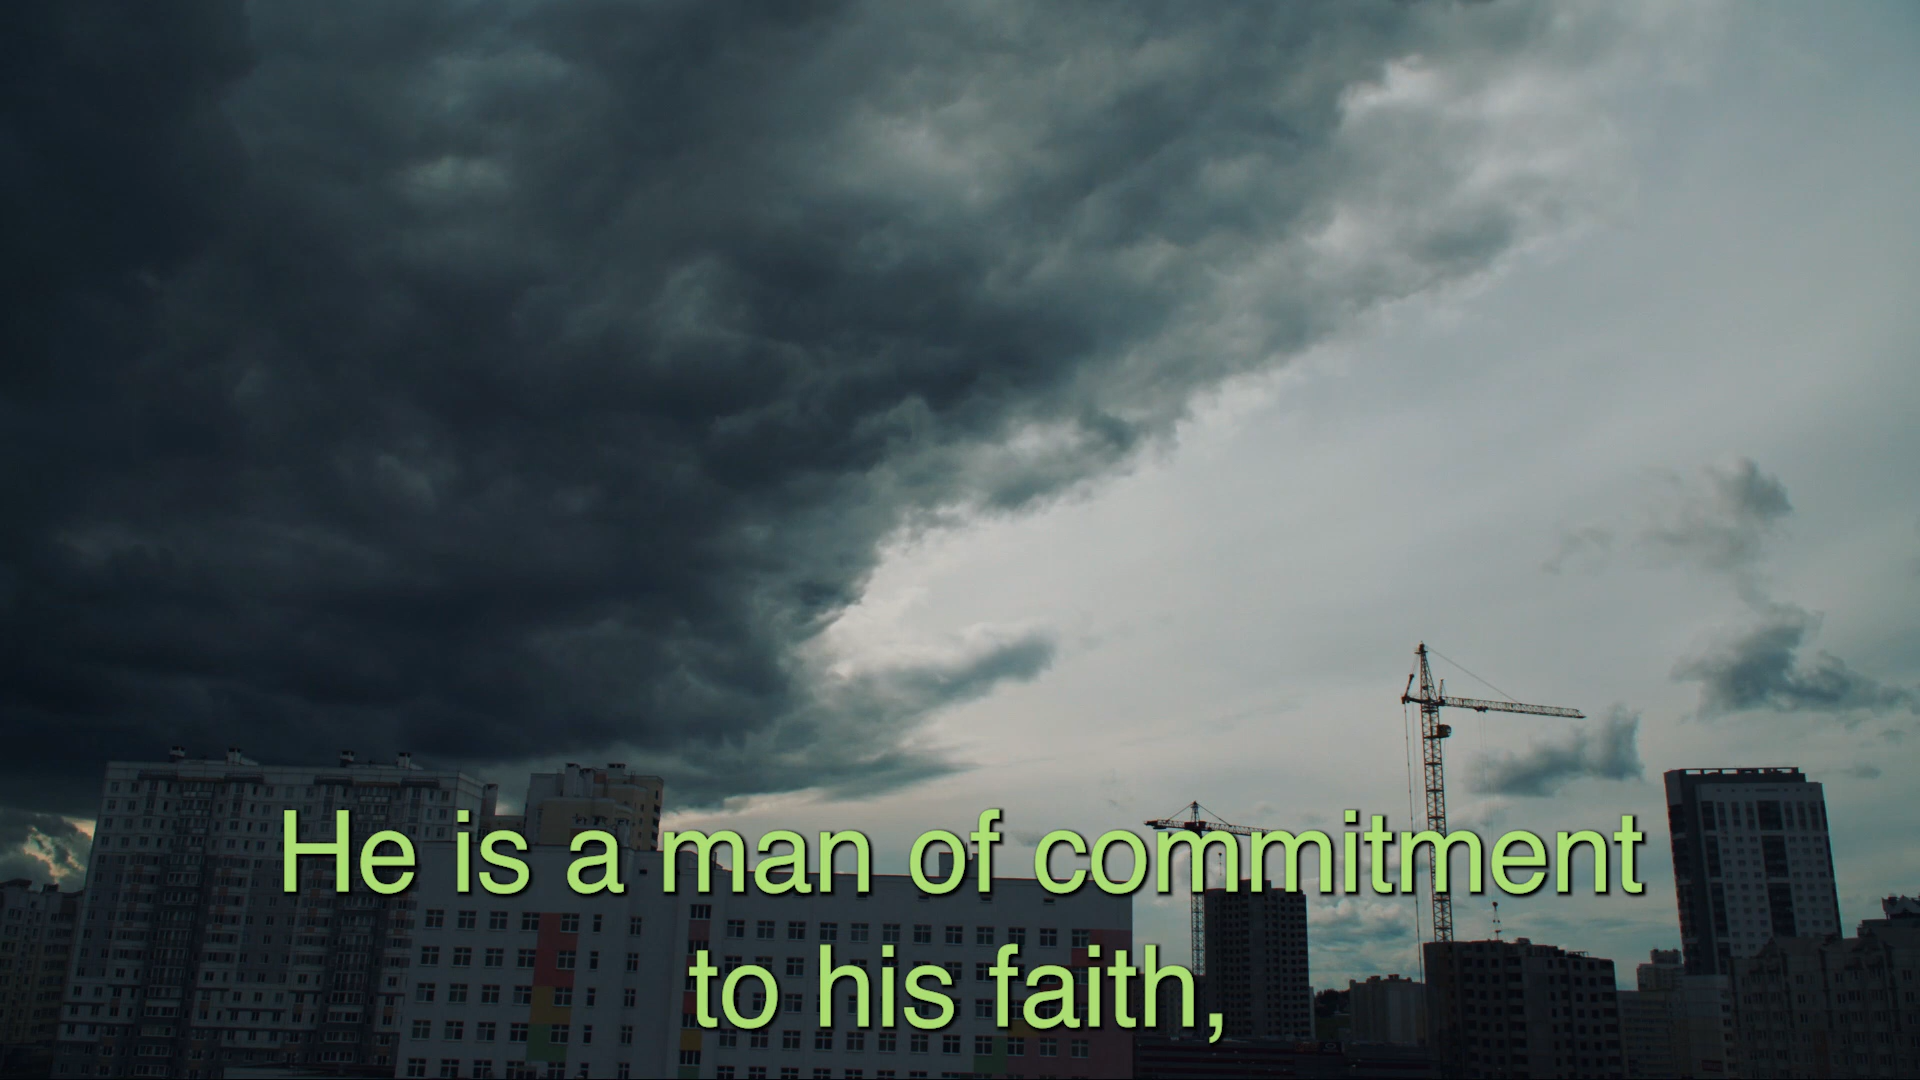 He is a man of commitment
to his faith,